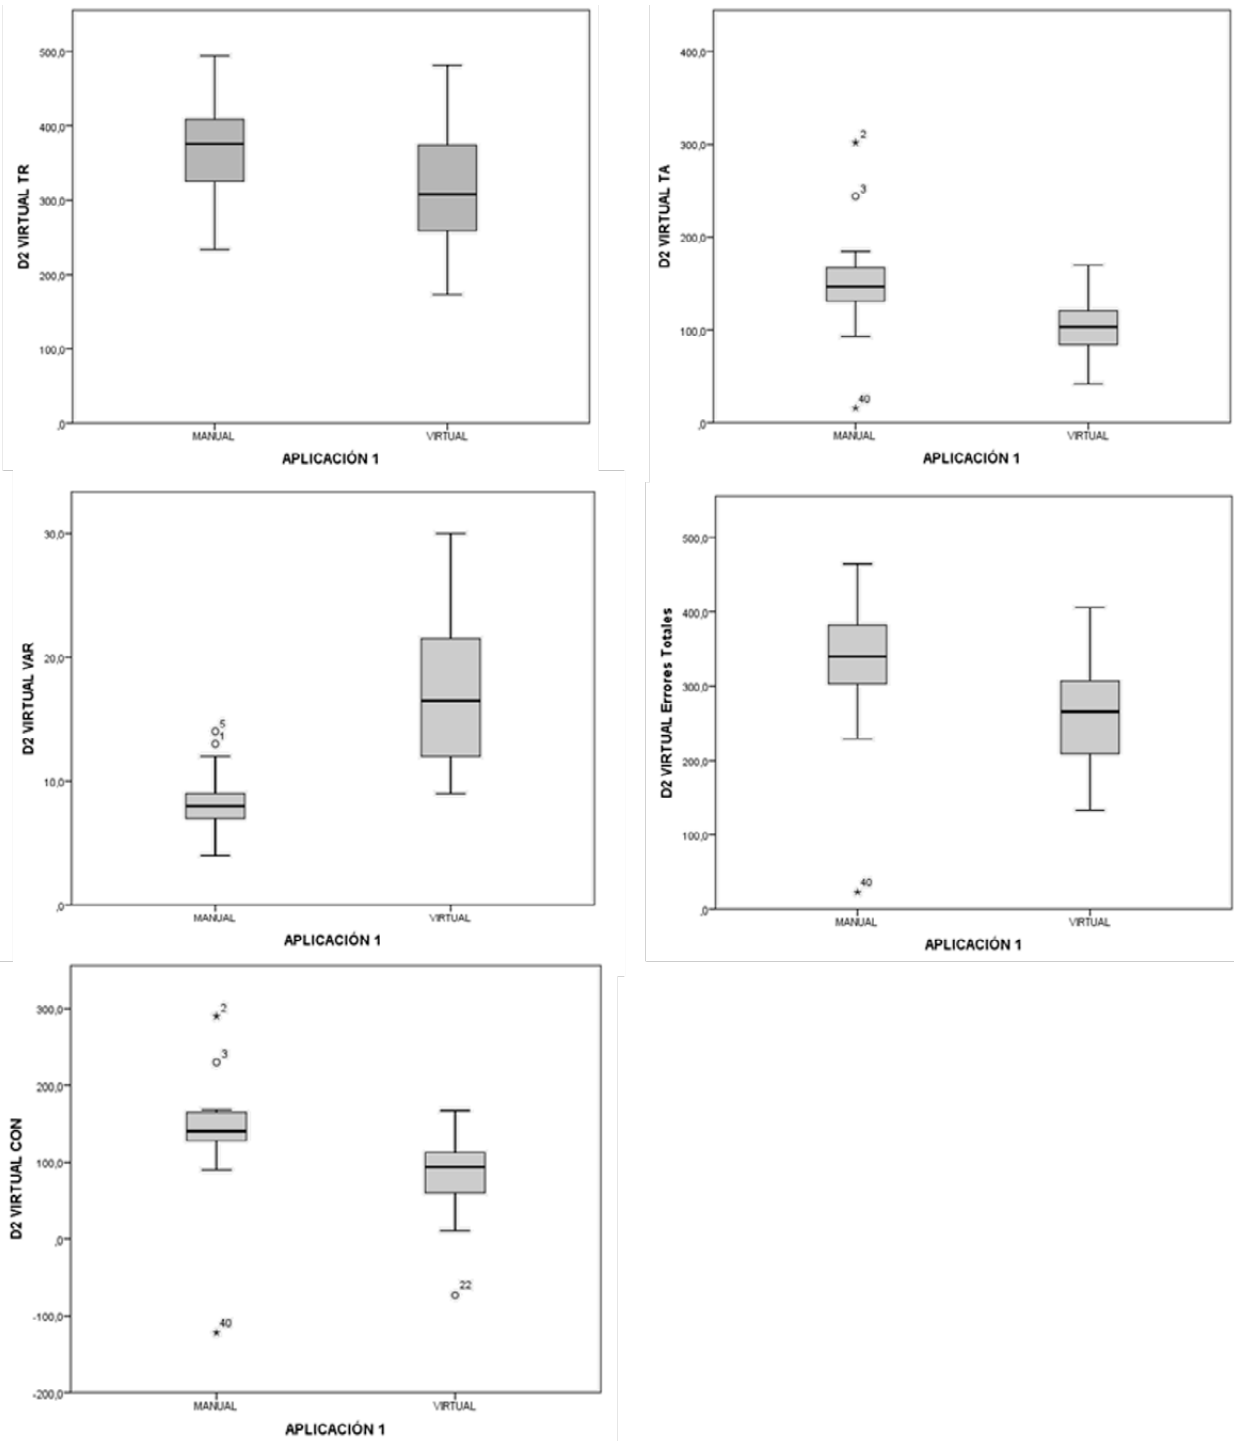 D2 VIRTUAL TR
500,0
400,0
300,0
200,0
100,0
,0
MANUAL VIRTUAL
APLICACIÓN 1
D2 VIRTUAL TA
400,0
300,0
200,0
100,0
,0
2
3
40
MANUAL VIRTUAL
APLICACIÓN 1
D2 VIRTUAL VAR
30,0
20,0
10,0
,0
5
1
MANUAL VIRTUAL
APLICACIÓN 1
D2 VIRTUAL Errores Totales
500,0
400,0
300,0
200,0
100,0
,0
40
MANUAL VIRTUAL
APLICACIÓN 1
D2 VIRTUAL CON
300,0
200,0
100,0
,0
-100,0
-200,0
2
3
22
40
MANUAL VIRTUAL
APLICACIÓN 1